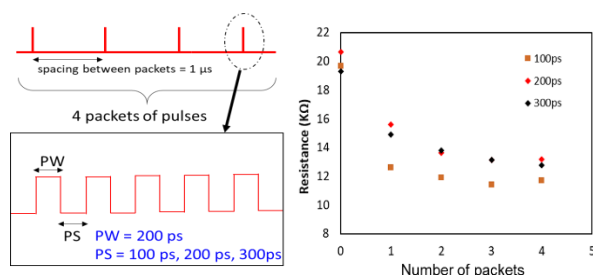 spacing between packets = 1 µs
4 packets of pulses
PW
PS
PW = 200 ps
PS = 100 ps, 200 ps, 300ps
Resistance (KΩ)
22
20
18
16
14
12
10
8
0
1
2
3
4
5
Number of packets
100ps
200ps
300ps